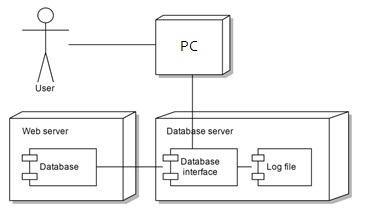 PC
User
Web server
Database server
Database
Database
interface
Log file